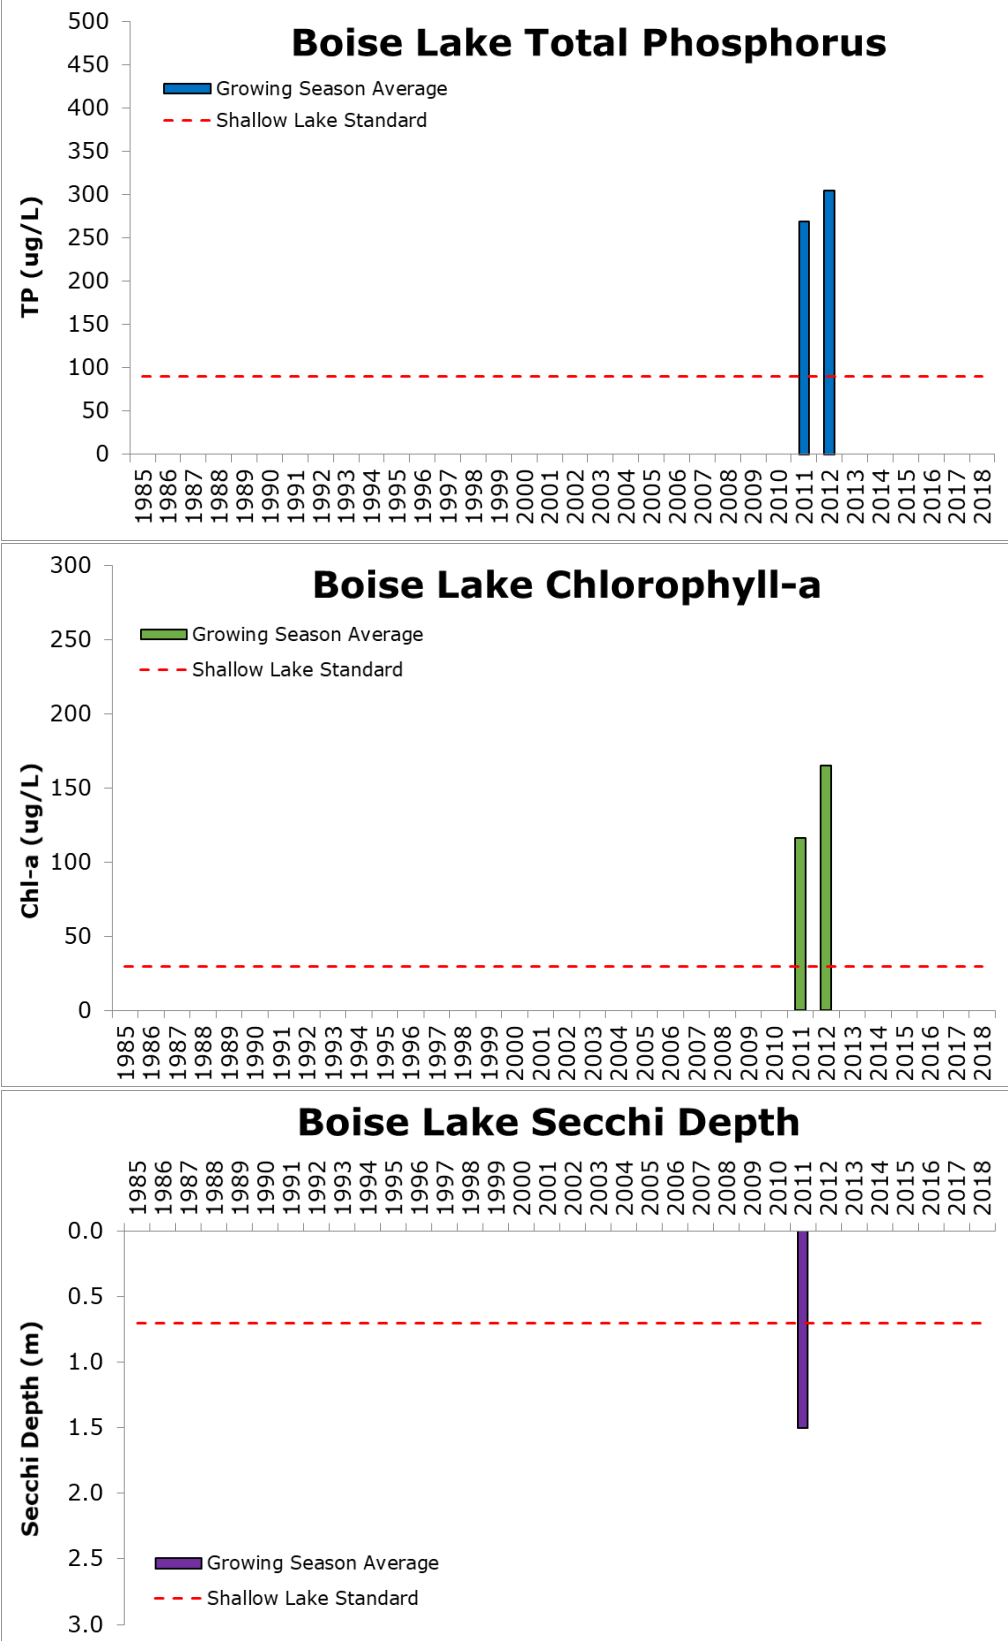 Boise Lake Total Phosphorus
Growing Season Average
Shallow Lake Standard
TP (ug/L)
500
450
400
350
300
250
200
150
100
50
0
1985 1986 1987 1988 1989 1990 1991 1992 1993 1994 1995 1996 1997 1998 1999 2000 2001 2002 2003 2004 2005 2006 2007 2008 2009 2010 2011 2012 2013 2014 2015 2016 2017 2018
Boise Lake Chlorophyll-a
Growing Season Average
Shallow Lake Standard
Chl-a (ug/L)
300
250
200
150
100
50
0
1985 1986 1987 1988 1989 1990 1991 1992 1993 1994 1995 1996 1997 1998 1999 2000 2001 2002 2003 2004 2005 2006 2007 2008 2009 2010 2011 2012 2013 2014 2015 2016 2017 2018
Boise Lake Secchi Depth
1985 1986 1987 1988 1989 1990 1991 1992 1993 1994 1995 1996 1997 1998 1999 2000 2001 2002 2003 2004 2005 2006 2007 2008 2009 2010 2011 2012 2013 2014 2015 2016 2017 2018
Secchi Depth (m)
0.0
0.5
1.0
1.5
2.0
2.5
3.0
Growing Season Average
Shallow Lake Standard